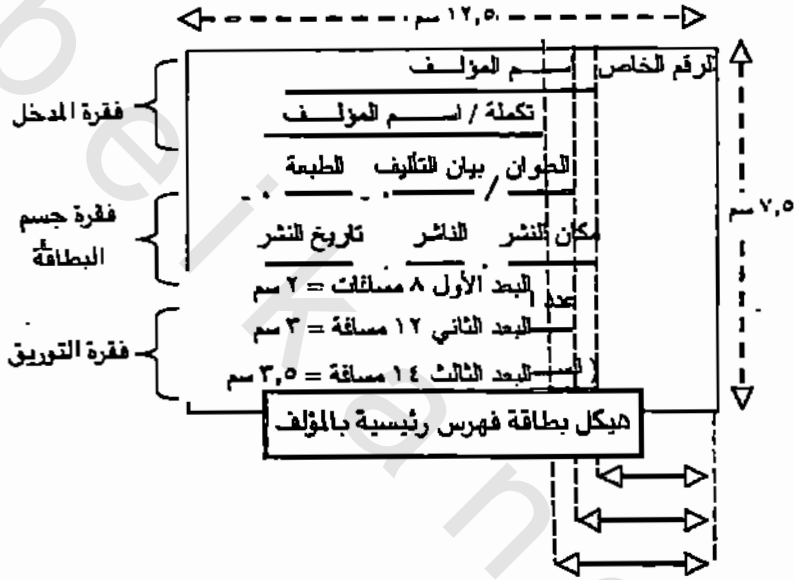 ١٢,٥ سم
الرقم الخاص
اسم المؤلف
تكملة / اسم المؤلف
العنوان / بيان التأليف . - الطبعة . -
مكان النشر . الناشر . تاريخ النشر
عدد
البعد الأول ٨ مسافات = ٢ سم
البعد الثاني ١٢ مسافة = ٣ سم
البعد الثالث ١٤ مسافة = ٣,٥ سم
فقرة المدخل
فقرة جسم
البطاقة
فقرة التوريق
٧,٥ سم
هيكل بطاقة فهرس رئيسية بالمؤلف